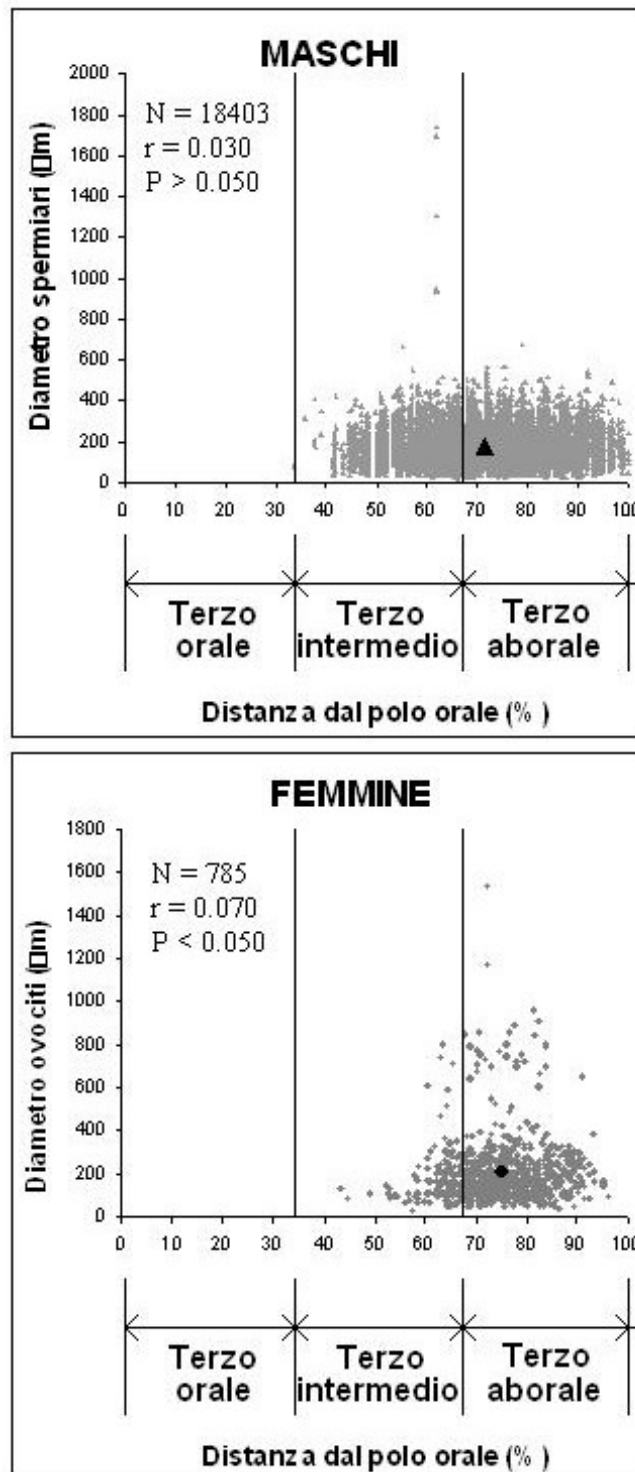 MASCHI
N = 18403
r = 0.030
P > 0.050
Diametro spermiari (□m)
2000
1800
1600
1400
1200
1000
800
600
400
200
0
0 10 20 30 40 50 60 70 80 90 100
Terzo orale
Terzo intermedio
Terzo aborale
Distanza dal polo orale (% )
FEMMINE
N = 785
r = 0.070
P < 0.050
Diametro ovociti (□m)
1800
1600
1400
1200
1000
800
600
400
200
0
0 10 20 30 40 50 60 70 80 90 100
Terzo orale
Terzo intermedio
Terzo aborale
Distanza dal polo orale (% )